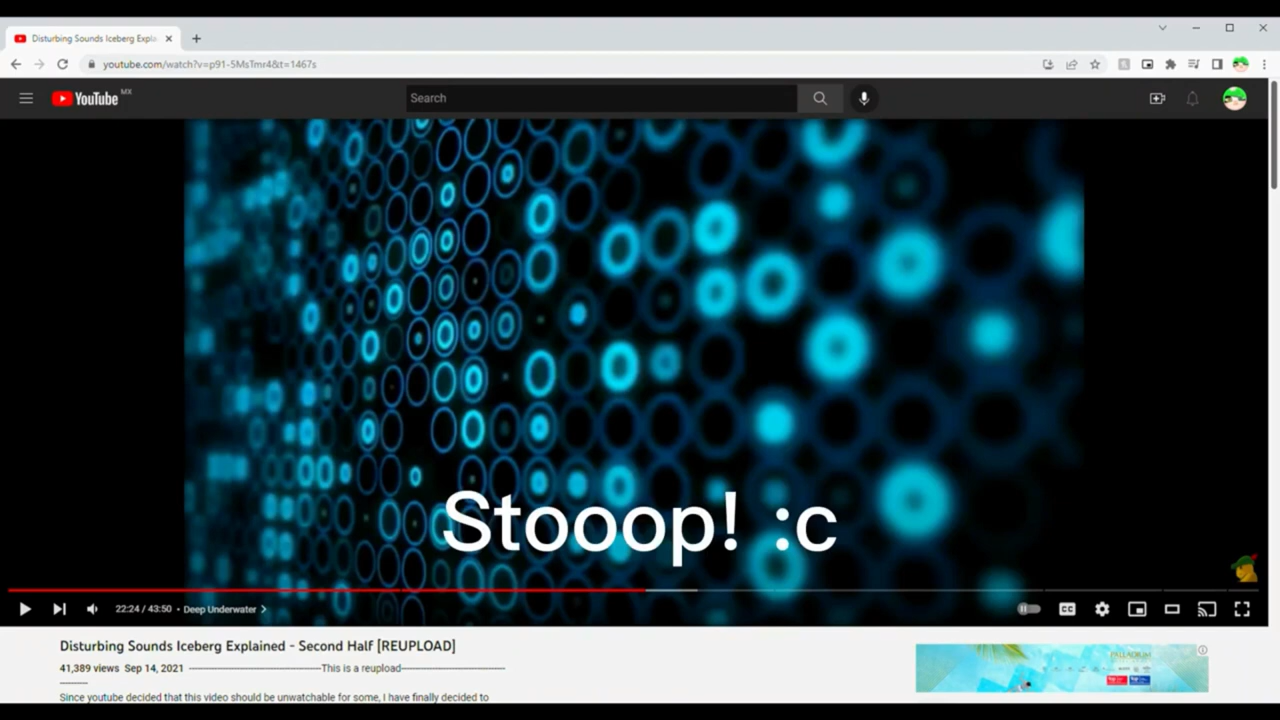 Disturbing Sounds Iceberg Expla
youtube.com/watch?v=p91-5MsTmr4&t=1467s
YouTube MX
Search
Stooop! :c
22:24 / 43:50 • Deep Underwater
CC
Disturbing Sounds Iceberg Explained - Second Half [REUPLOAD]
41,389 views Sep 14, 2021 -----------------------------------------This is a reupload--------------------------------
--------
Since youtube decided that this video should be unwatchable for some, I have finally decided to
PALLADIUM